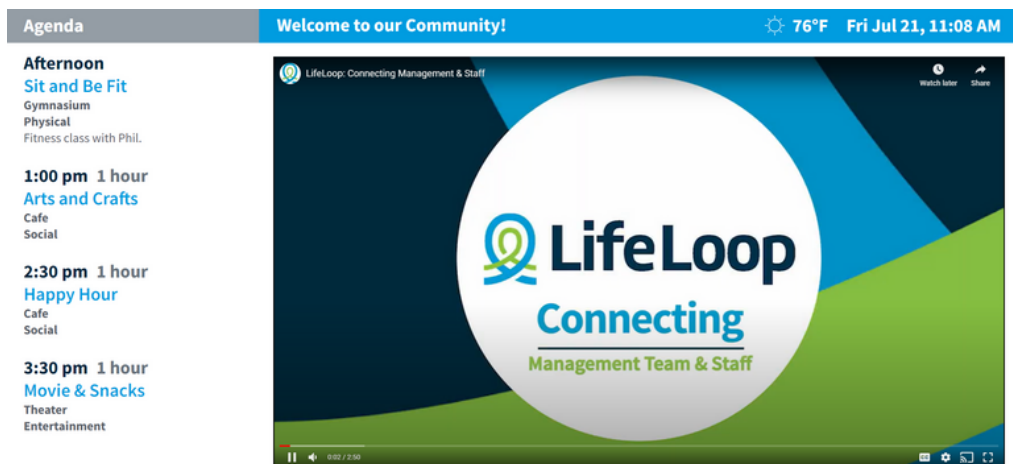 Agenda
Welcome to our Community!
76°F Fri Jul 21, 11:08 AM
Afternoon
Sit and Be Fit
Gymnasium
Physical
Fitness class with Phil.
1:00 pm 1 hour
Arts and Crafts
Cafe
Social
2:30 pm 1 hour
Happy Hour
Cafe
Social
3:30 pm 1 hour
Movie & Snacks
Theater
Entertainment
LifeLoop: Connecting Management & Staff
Watch later Share
LifeLoop
Connecting
Management Team & Staff
0:02 / 2:50
CC